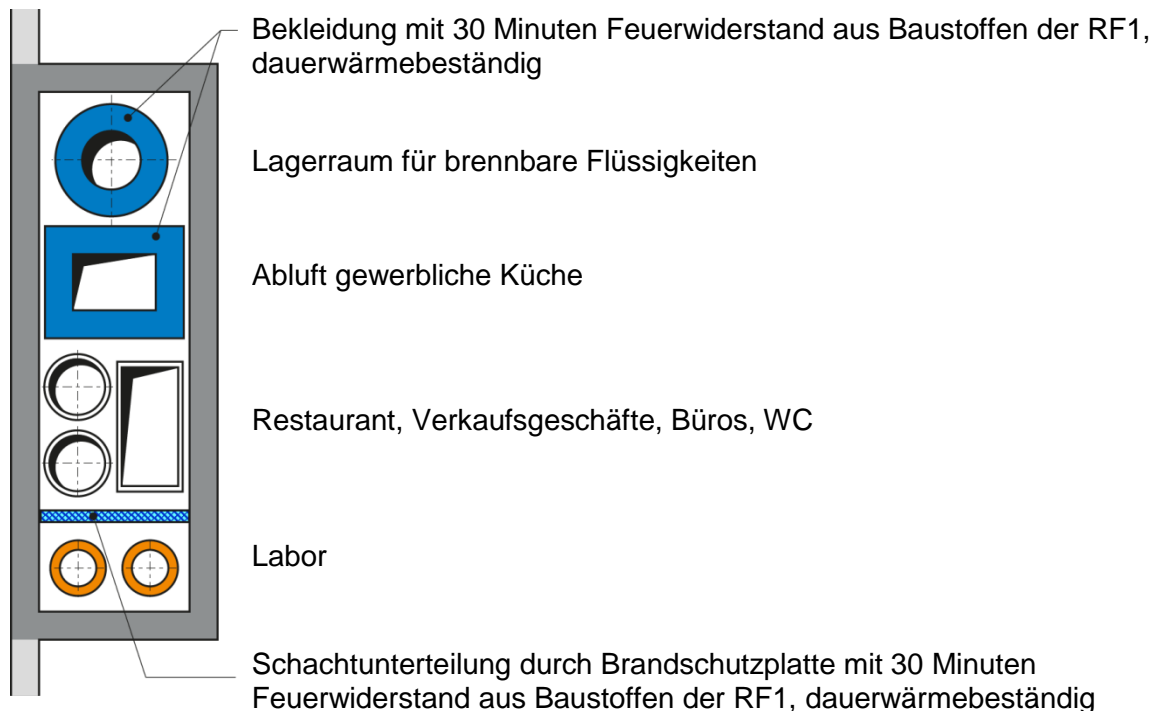 Bekleidung mit 30 Minuten Feuerwiderstand aus Baustoffen der RF1,
dauerwärmebeständig
Lagerraum für brennbare Flüssigkeiten
Abluft gewerbliche Küche
Restaurant, Verkaufsgeschäfte, Büros, WC
Labor
Schachtunterteilung durch Brandschutzplatte mit 30 Minuten
Feuerwiderstand aus Baustoffen der RF1, dauerwärmebeständig